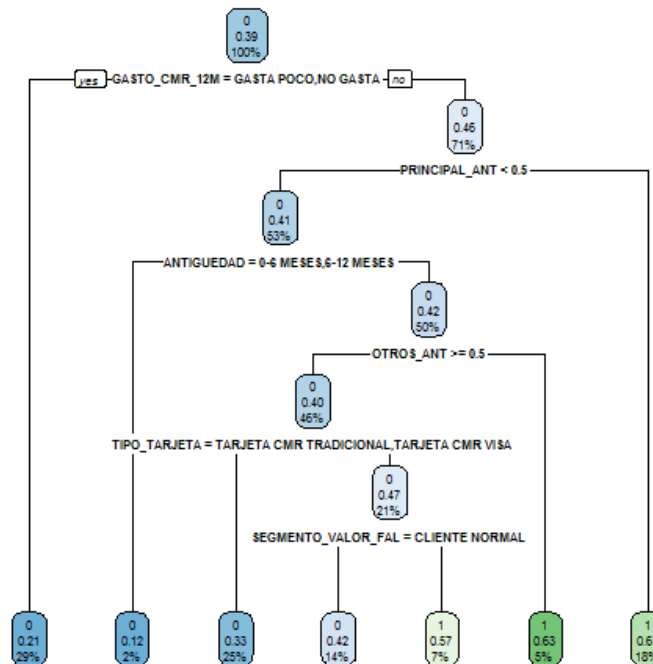 0
0.39
100%
yes GASTO_CMR_12M = GASTA POCO,NO GASTA no
0
0.46
71%
PRINCIPAL_ANT < 0.5
0
0.41
53%
ANTIGUEDAD = 0-6 MESES,6-12 MESES
0
0.42
50%
OTROS_ANT >= 0.5
0
0.40
46%
TIPO_TARJETA = TARJETA CMR TRADICIONAL,TARJETA CMR VISA
0
0.47
21%
SEGMENTO_VALOR_FAL = CLIENTE NORMAL
0 0 0 0 1 1 1
0.21 0.12 0.33 0.42 0.57 0.63
29% 2% 25% 14% 7% 5% 18%